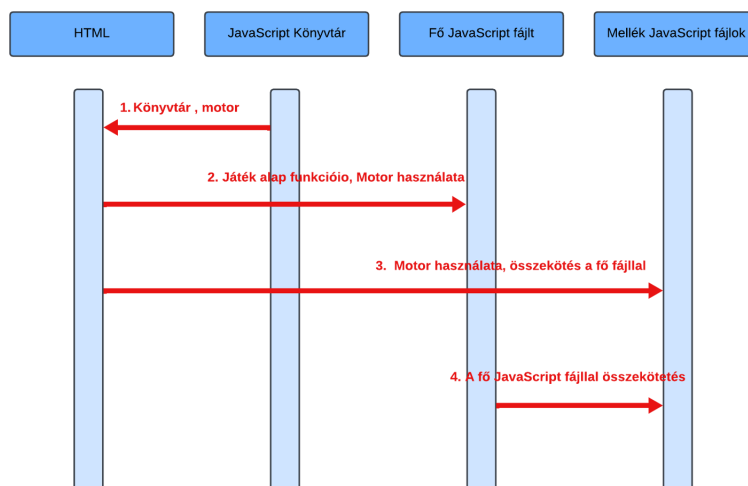 HTML
JavaScript Könyvtár
Fő JavaScript fájlt
Mellék JavaScript fájlok
1. Könyvtár , motor
2. Játék alap funkcióio, Motor használata
3. Motor használata, összekötés a fő fájllal
4. A fő JavaScript fájllal összekötetés